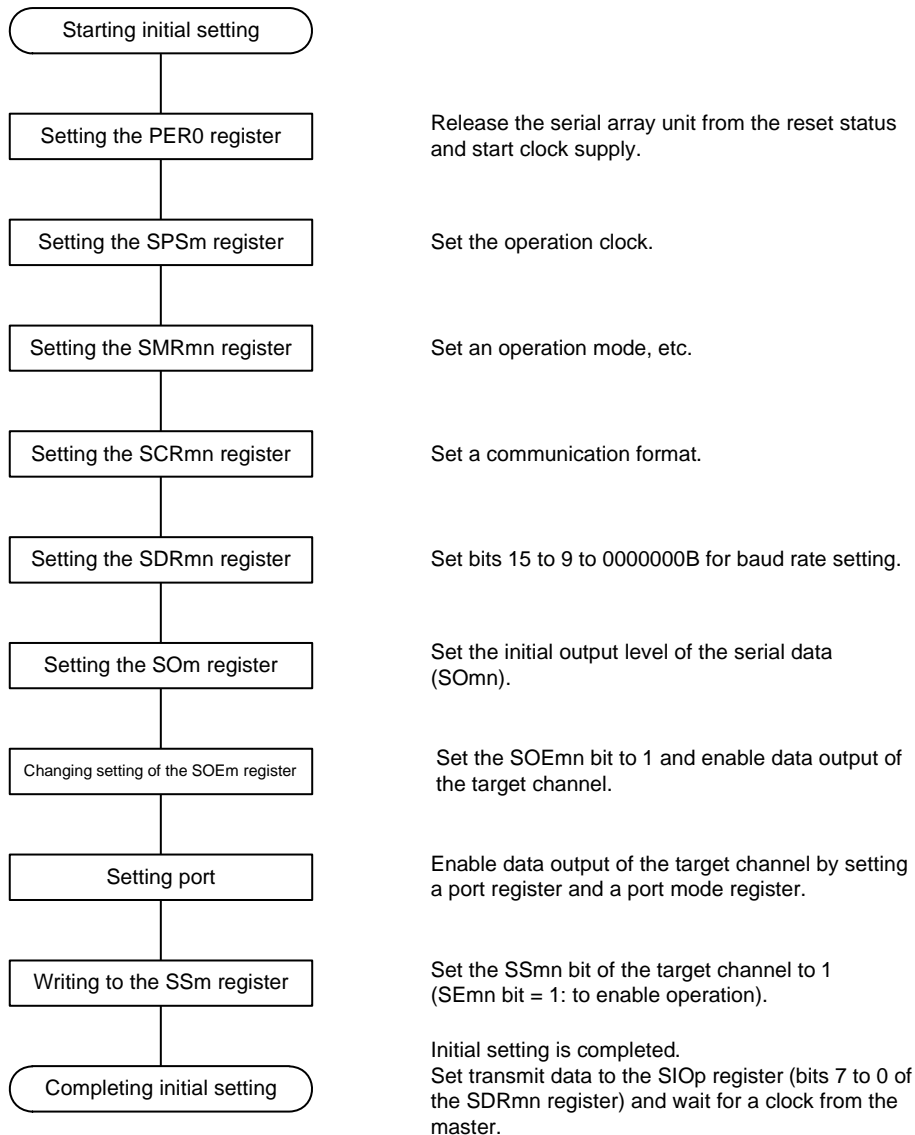 Starting initial setting
Setting the PER0 register
Release the serial array unit from the reset status
and start clock supply.
Setting the SPSm register
Set the operation clock.
Setting the SMRmn register
Set an operation mode, etc.
Setting the SCRmn register
Set a communication format.
Setting the SDRmn register
Set bits 15 to 9 to 0000000B for baud rate setting.
Setting the SOm register
Set the initial output level of the serial data
(SOmn).
Changing setting of the SOEm register
Set the SOEmn bit to 1 and enable data output of
the target channel.
Setting port
Enable data output of the target channel by setting
a port register and a port mode register.
Writing to the SSm register
Set the SSmn bit of the target channel to 1
(SEmn bit = 1: to enable operation).
Completing initial setting
Initial setting is completed.
Set transmit data to the SIOp register (bits 7 to 0 of
the SDRmn register) and wait for a clock from the
master.